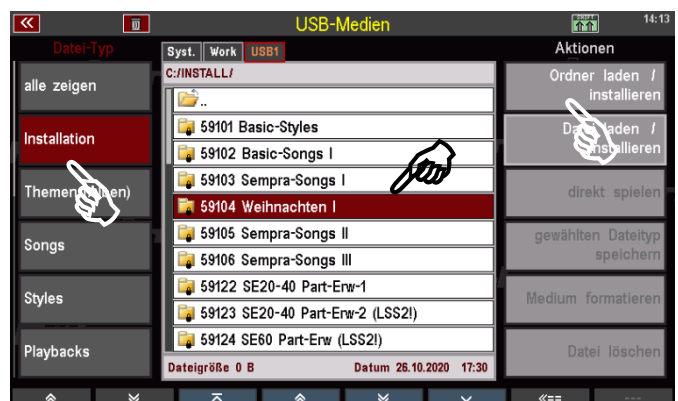 USB-Medien
SHIFT
14:13
Datei-Typ
alle zeigen
Installation
Themen
Songs
Styles
Playbacks
Syst. Work USB1
C:/INSTALL/
..
59101 Basic-Styles
59102 Basic-Songs I
59103 Sempra-Songs I
59104 Weihnachten I
59105 Sempra-Songs II
59106 Sempra-Songs III
59122 SE20-40 Part-Erw-1
59123 SE20-40 Part-Erw-2 (LSS2!)
59124 SE60 Part-Erw (LSS2!)
Dateigröße 0 B Datum 26.10.2020 17:30
Aktionen
Ordner laden /
installieren
laden /
installieren
direkt spielen
gewählten Dateityp
speichern
Medium formatieren
Datei löschen